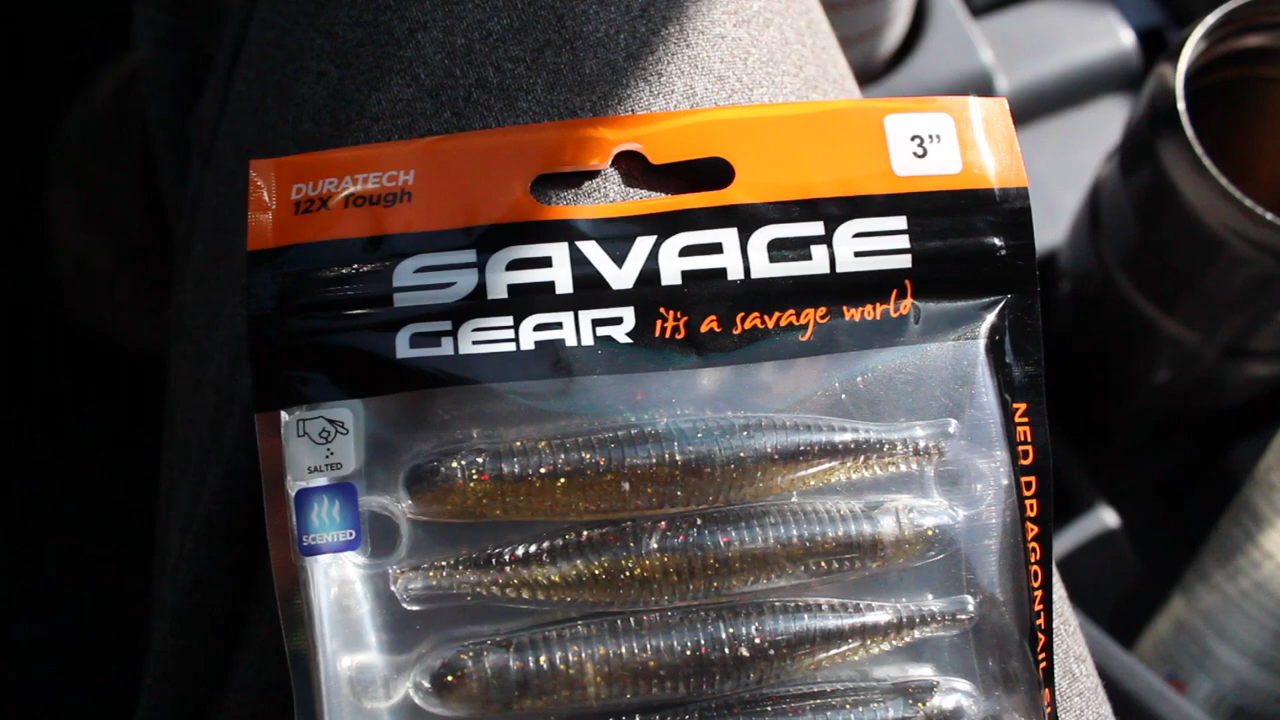 DURATECH
12X Tough
3”
SAVAGE
GEAR it's a savage world
SALTED
SCENTED
NED DRAGONTAIL